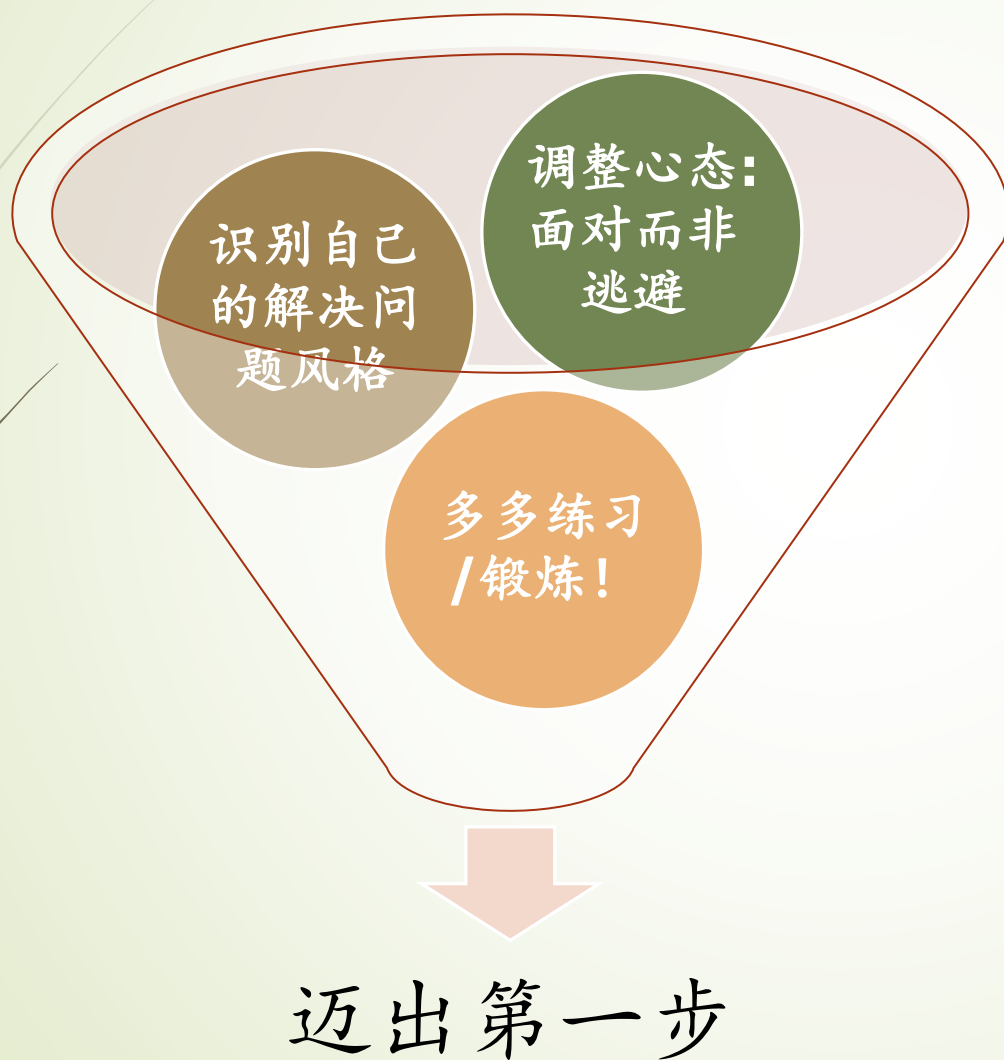 调整心态:
面对而非
逃避
识别自己
的解决问
题风格
多多练习
/锻炼！
迈出第一步